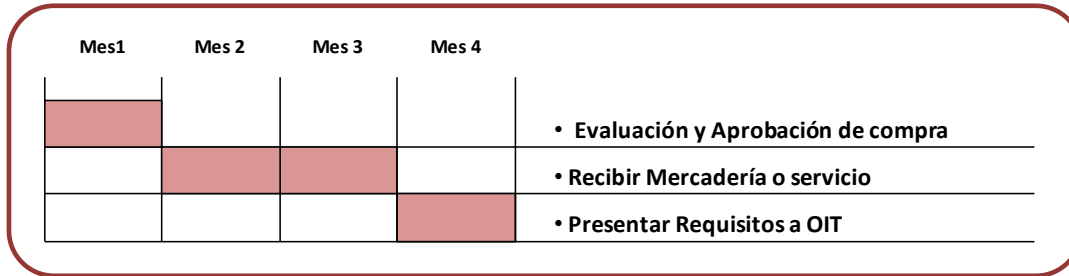 Mes1 Mes 2 Mes 3 Mes 4
• Evaluación y Aprobación de compra
• Recibir Mercadería o servicio
• Presentar Requisitos a OIT